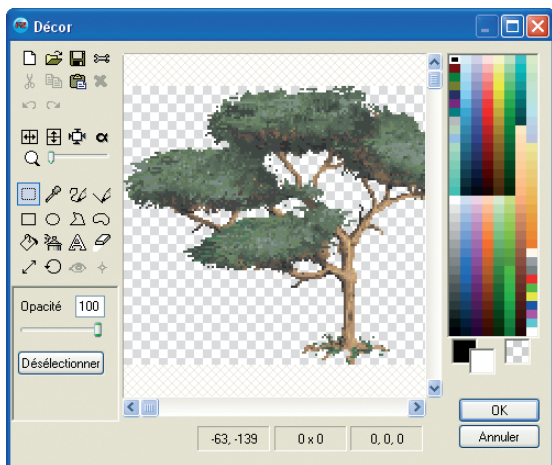 Décor
α
A
Opacité 100
Désélectionner
-63, -139 0 x 0 0, 0, 0
OK
Annuler